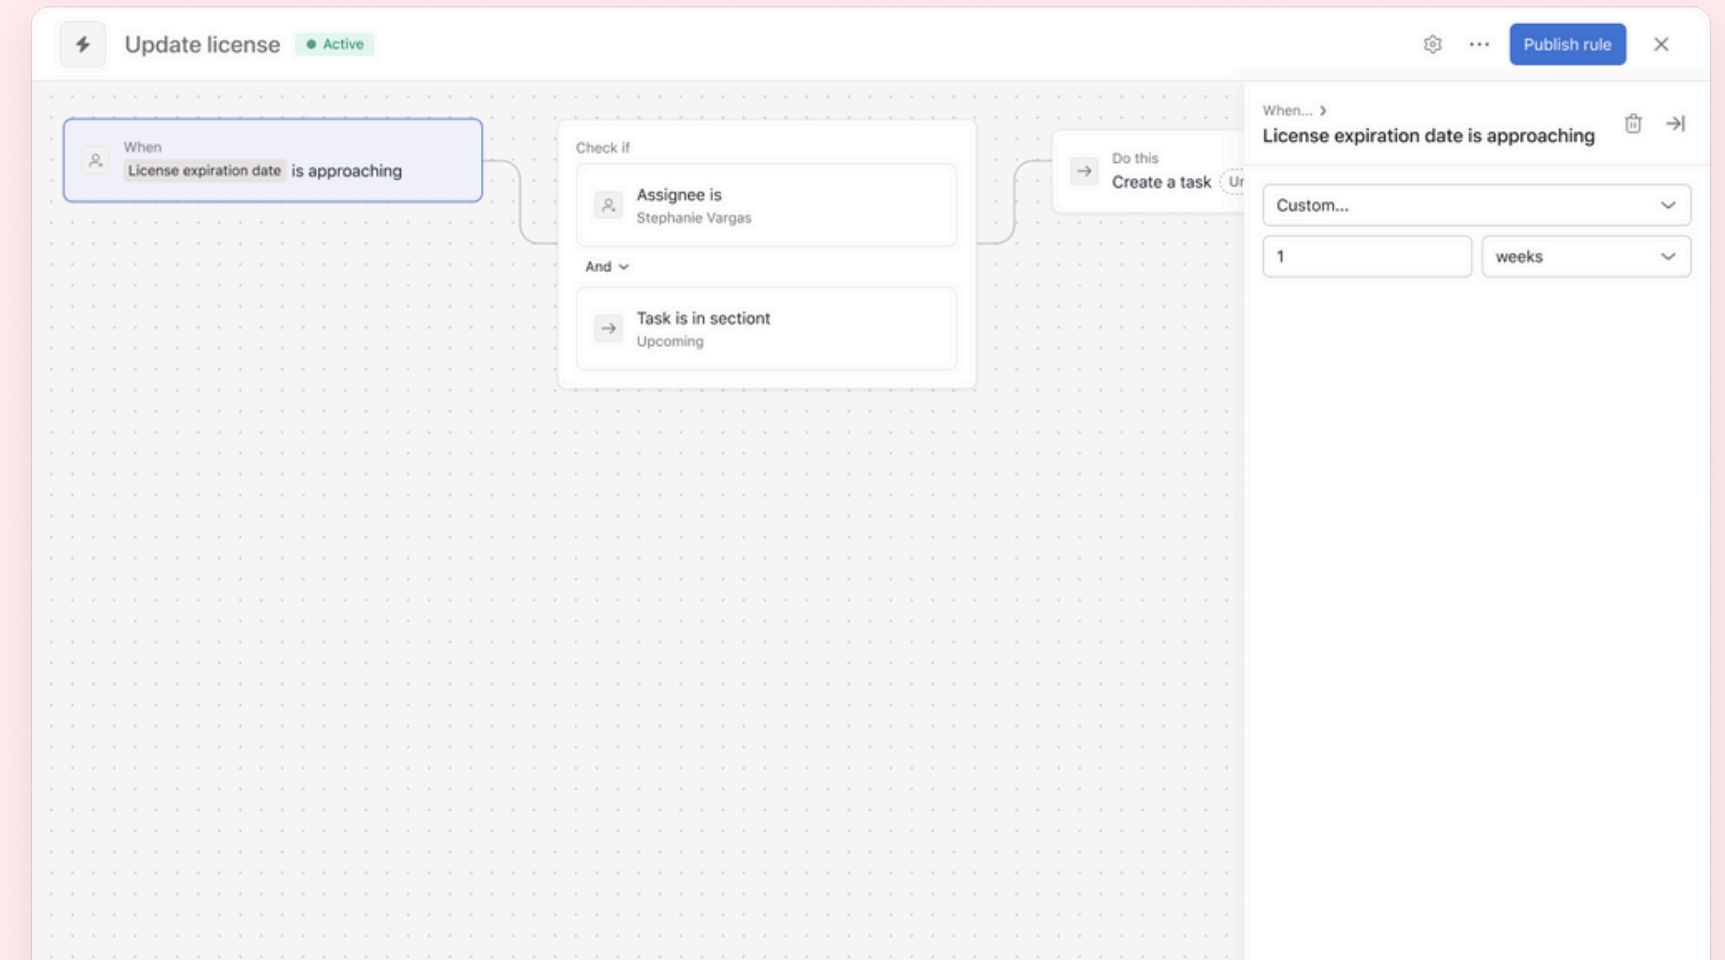 Update license
Active
Publish rule
When
License expiration date is approaching
Check if
Assignee is
Stephanie Vargas
And
Task is in sectiont
Upcoming
Do this
Create a task
When...
License expiration date is approaching
Custom...
1
weeks